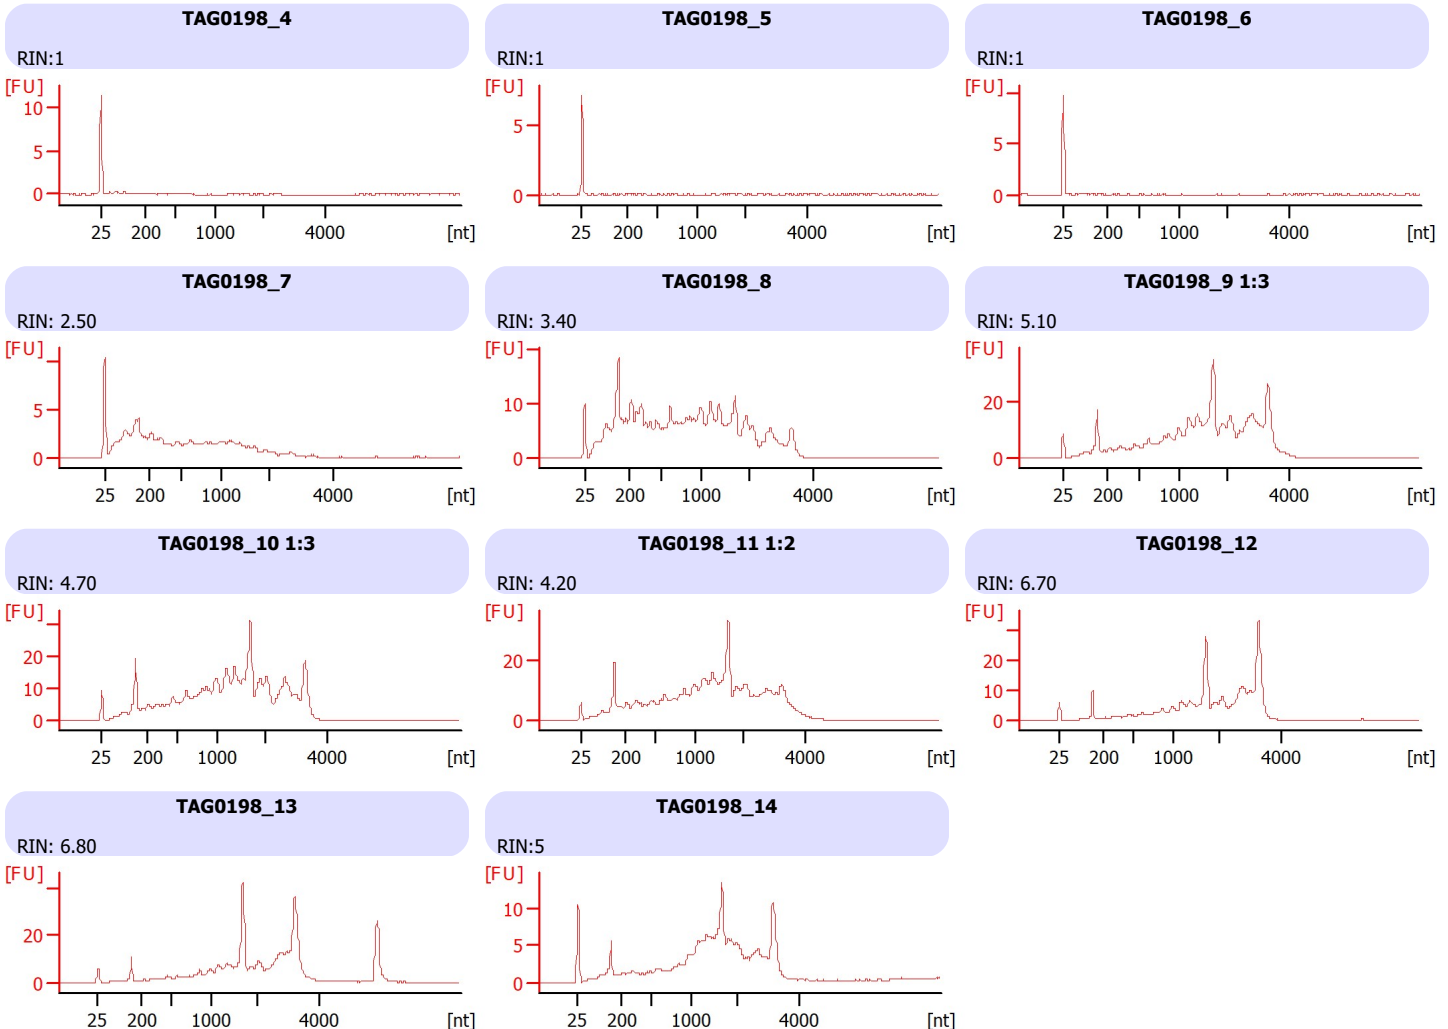 TAG0198_4
RIN:1
[FU]
10
5
0
25 200 1000 4000 [nt]
TAG0198_5
RIN:1
[FU]
5
0
25 200 1000 4000 [nt]
TAG0198_6
RIN:1
[FU]
5
0
25 200 1000 4000 [nt]
TAG0198_7
RIN: 2.50
[FU]
5
0
25 200 1000 4000 [nt]
TAG0198_8
RIN: 3.40
[FU]
10
0
25 200 1000 4000 [nt]
TAG0198_9 1:3
RIN: 5.10
[FU]
20
0
25 200 1000 4000 [nt]
TAG0198_10 1:3
RIN: 4.70
[FU]
20
10
0
25 200 1000 4000 [nt]
TAG0198_11 1:2
RIN: 4.20
[FU]
20
0
25 200 1000 4000 [nt]
TAG0198_12
RIN: 6.70
[FU]
20
10
0
25 200 1000 4000 [nt]
TAG0198_13
RIN: 6.80
[FU]
20
0
25 200 1000 4000 [nt]
TAG0198_14
RIN:5
[FU]
10
5
0
25 200 1000 4000 [nt]